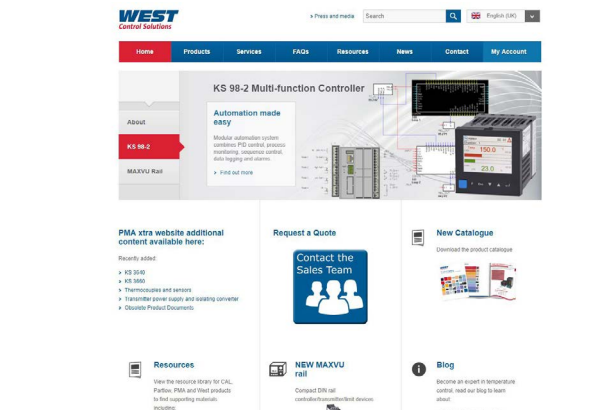 WEST
Control Solutions
Press and media
Search
English (UK)
Home
Products
Services
FAQs
Resources
News
Contact
My Account
KS 98-2 Multi-function Controller
About
KS 98-2
MAXVU Rail
Automation made
easy
Modular automation system
combines PID control, process
monitoring, sequence control,
data logging and alarms.
Find out more
150.0
23.0
PMA xtra website additional
content available here:
Recently added:
KS 3640
KS 3660
Thermocouples and sensors
Transmitter power supply and isolating converter
Obsolete Product Documents
Request a Quote
Contact the
Sales Team
New Catalogue
Download the product catalogue
Resources
View the resource library for CWL,
Partlow, PMA and West products
to find supporting materials
including:
NEW MAXVU
rail
Compact DIN rail
controller/transmitter/limit devices
Blog
Become an expert in temperature
control, read our blog to learn
about: